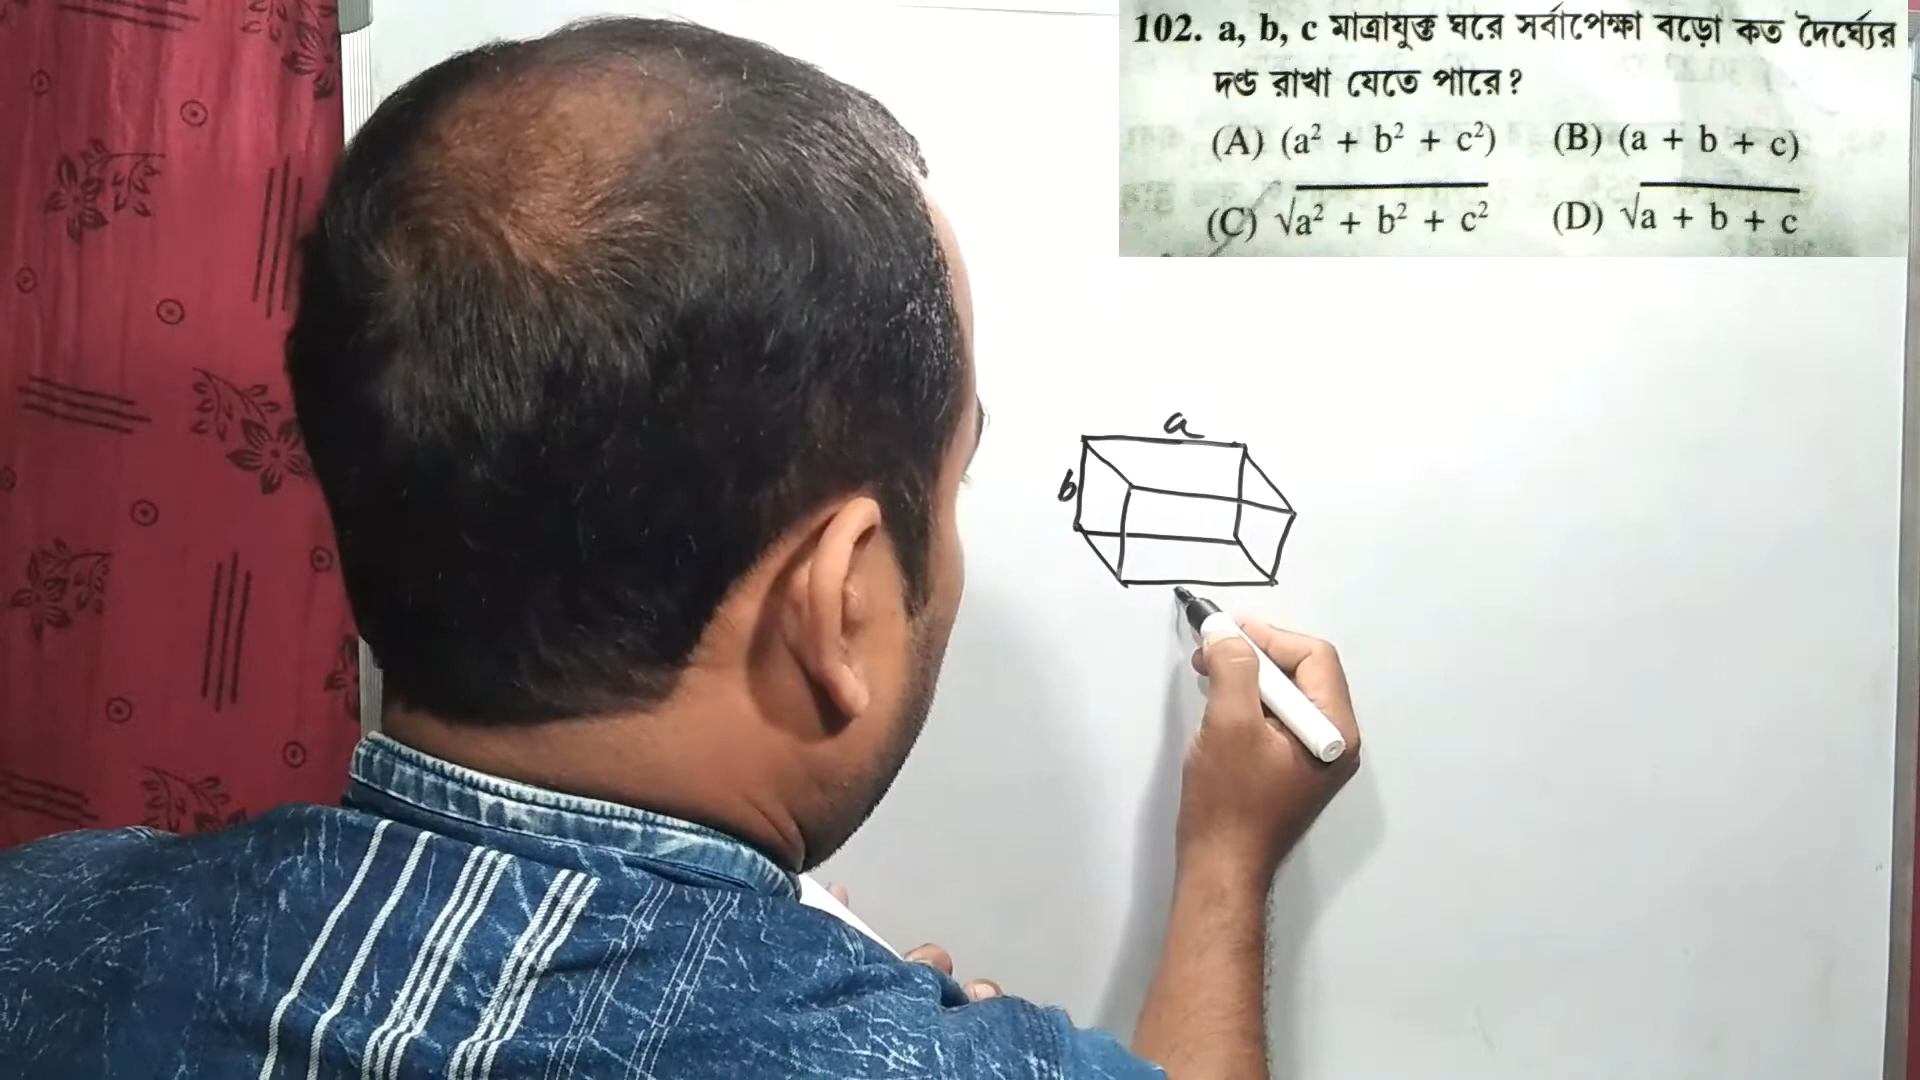 102. a, b, c মাত্রাযুক্ত ঘরে সর্বাপেক্ষা বড়ো কত দৈর্ঘ্যের
দণ্ড রাখা যেতে পারে?
(A) (a² + b² + c²) (B) (a + b + c)
(C) √a² + b² + c² (D) √a + b + c
a
b